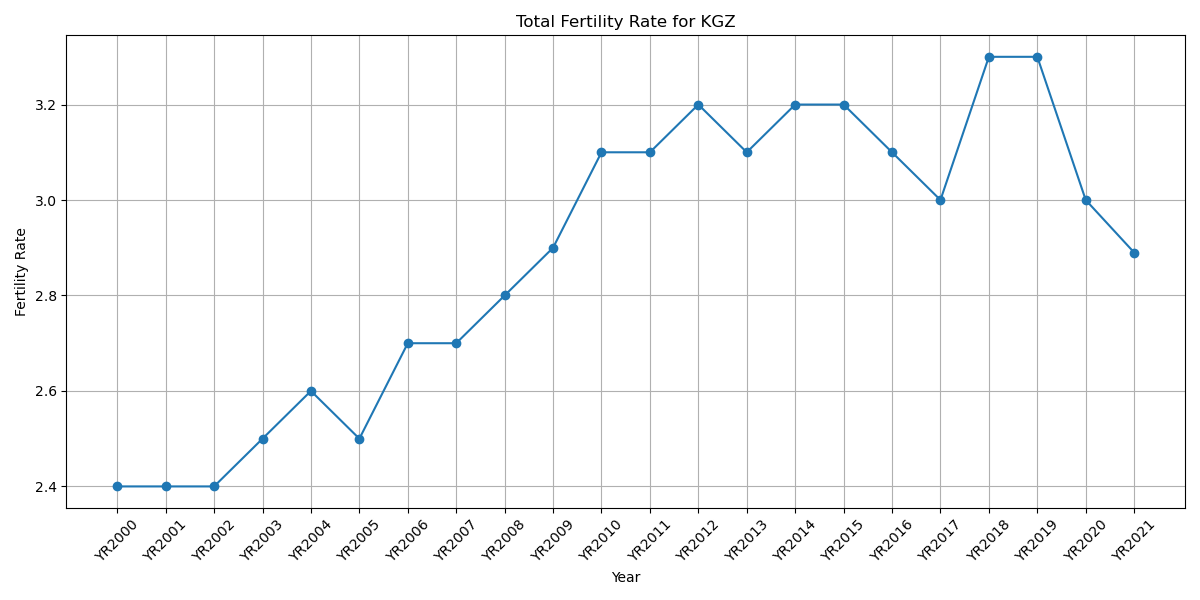 Total Fertility Rate for KGZ
Fertility Rate
3.2
3.0
2.8
2.6
2.4
YR2000
YR2001
YR2002
YR2003
YR2004
YR2005
YR2006
YR2007
YR2008
YR2009
YR2010
YR2011
YR2012
YR2013
YR2014
YR2015
YR2016
YR2017
YR2018
YR2019
YR2020
YR2021
Year